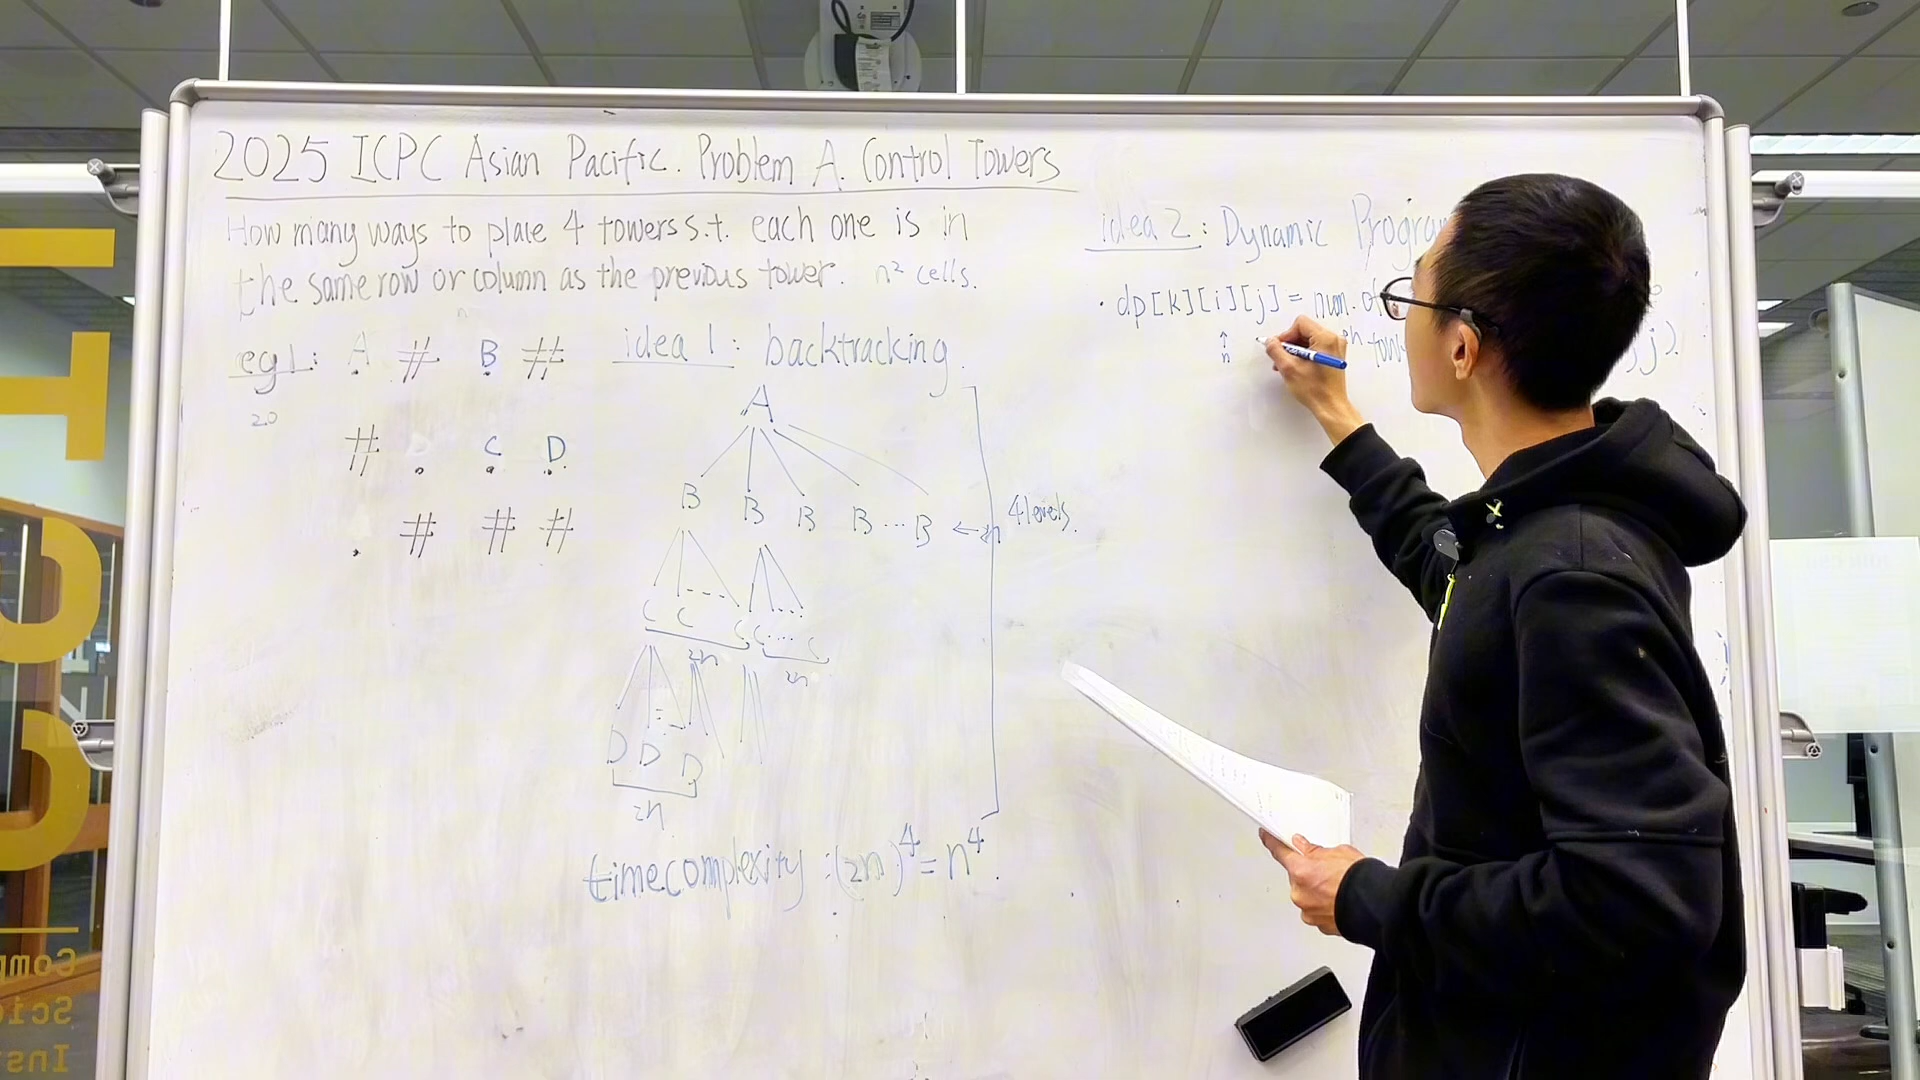 2025 ICPC Asian Pacific. Problem A. Control Towers
How many ways to place 4 towers s.t. each one is in
the same row or column as the previous tower. n² cells.
eg1: A # B ##
20
# . C D
. # # #
idea 1: backtracking.
A
B B B B ... B ← 2n
4 levels.
C C C C .... C
2n 2n
D D D
2n
time complexity: (2n)⁴ = n⁴.
idea 2: Dynamic
• dp[k][i][j] = num. of
↑
n